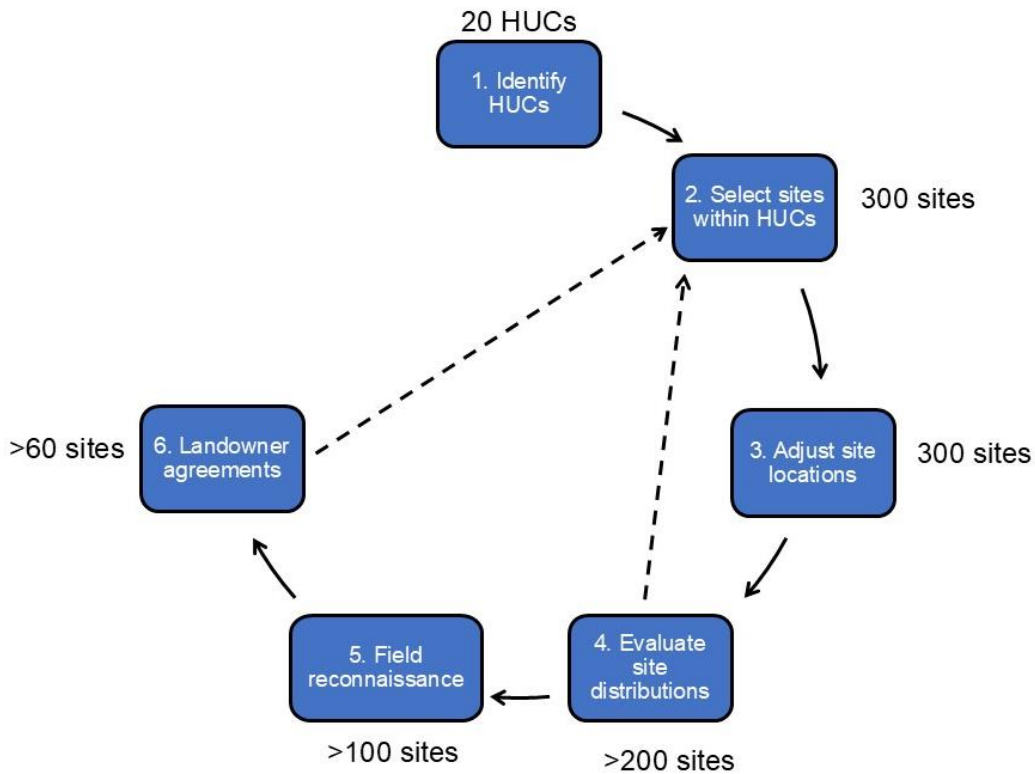 20 HUCs
1. Identify
HUCs
2. Select sites
within HUCs
300 sites
3. Adjust site
locations
300 sites
4. Evaluate
site
distributions
>200 sites
5. Field
reconnaissance
>100 sites
6. Landowner
agreements
>60 sites